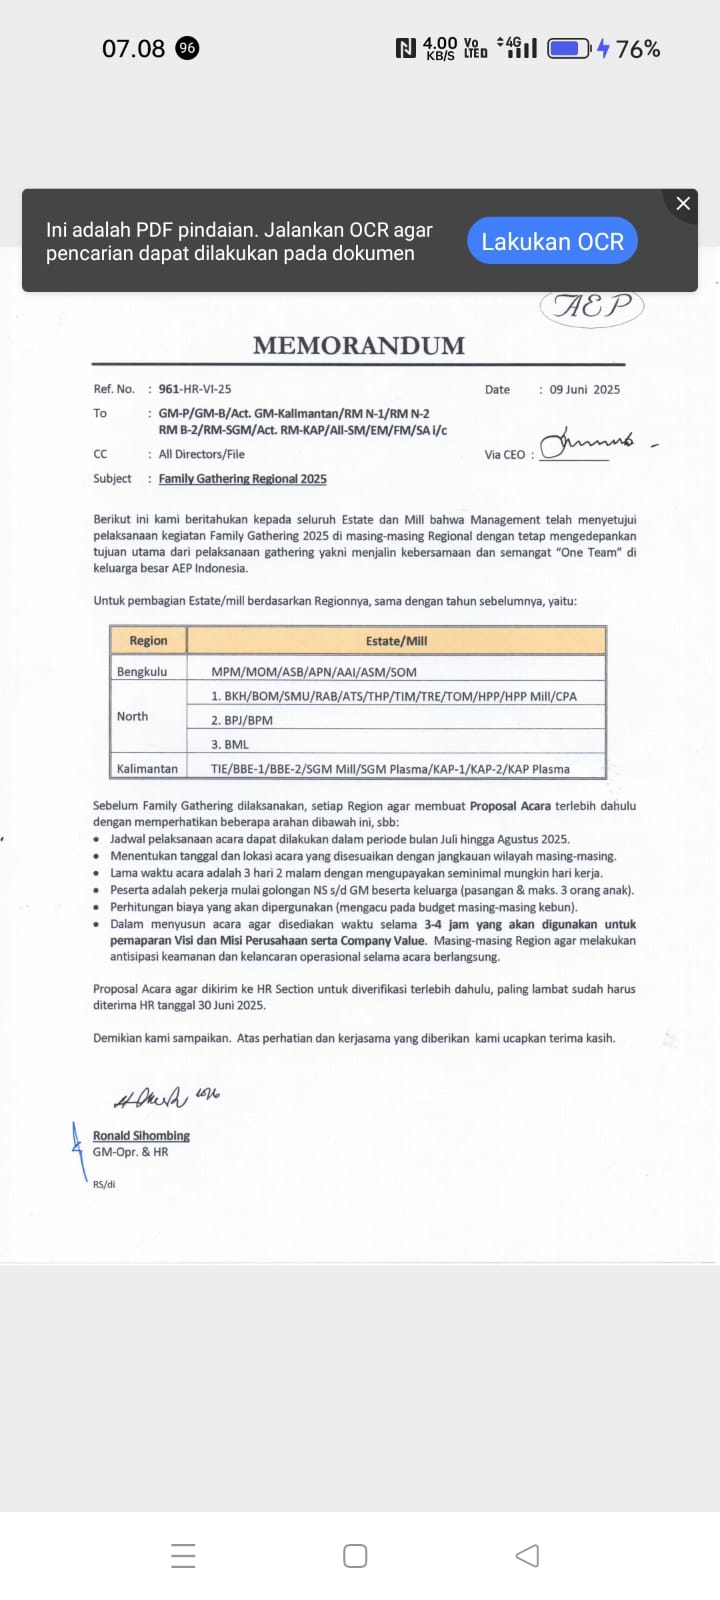 07.08 96 4.00 KB/S Vo LTE 4G 76%
Ini adalah PDF pindaian. Jalankan OCR agar
pencarian dapat dilakukan pada dokumen
Lakukan OCR
AEP
MEMORANDUM
Ref. No. : 961-HR-VI-25 Date : 09 Juni 2025
To : GM-P/GM-B/Act. GM-Kalimantan/RM N-1/RM N-2
RM B-2/RM-SGM/Act. RM-KAP/All-SM/EM/FM/SA i/c
CC : All Directors/File Via CEO :
Subject : Family Gathering Regional 2025
Berikut ini kami beritahukan kepada seluruh Estate dan Mill bahwa Management telah menyetujui
pelaksanaan kegiatan Family Gathering 2025 di masing-masing Regional dengan tetap mengedepankan
tujuan utama dari pelaksanaan gathering yakni menjalin kebersamaan dan semangat “One Team” di
keluarga besar AEP Indonesia.
Untuk pembagian Estate/mill berdasarkan Regionnya, sama dengan tahun sebelumnya, yaitu:
Region Estate/Mill
Bengkulu MPM/MOM/ASB/APN/AAI/ASM/SOM
North 1. BKH/BOM/SMU/RAB/ATS/THP/TIM/TRE/TOM/HPP/HPP Mill/CPA
2. BPJ/BPM
3. BML
Kalimantan TIE/BBE-1/BBE-2/SGM Mill/SGM Plasma/KAP-1/KAP-2/KAP Plasma
Sebelum Family Gathering dilaksanakan, setiap Region agar membuat Proposal Acara terlebih dahulu
dengan memperhatikan beberapa arahan dibawah ini, sbb:
• Jadwal pelaksanaan acara dapat dilakukan dalam periode bulan Juli hingga Agustus 2025.
• Menentukan tanggal dan lokasi acara yang disesuaikan dengan jangkauan wilayah masing-masing.
• Lama waktu acara adalah 3 hari 2 malam dengan mengupayakan seminimal mungkin hari kerja.
• Peserta adalah pekerja mulai golongan NS s/d GM beserta keluarga (pasangan & maks. 3 orang anak).
• Perhitungan biaya yang akan dipergunakan (mengacu pada budget masing-masing kebun).
• Dalam menyusun acara agar disediakan waktu selama 3-4 jam yang akan digunakan untuk
pemaparan Visi dan Misi Perusahaan serta Company Value. Masing-masing Region agar melakukan
antisipasi keamanan dan kelancaran operasional selama acara berlangsung.
Proposal Acara agar dikirim ke HR Section untuk diverifikasi terlebih dahulu, paling lambat sudah harus
diterima HR tanggal 30 Juni 2025.
Demikian kami sampaikan. Atas perhatian dan kerjasama yang diberikan kami ucapkan terima kasih.
Ronald Sihombing
GM-Opr. & HR
RS/di